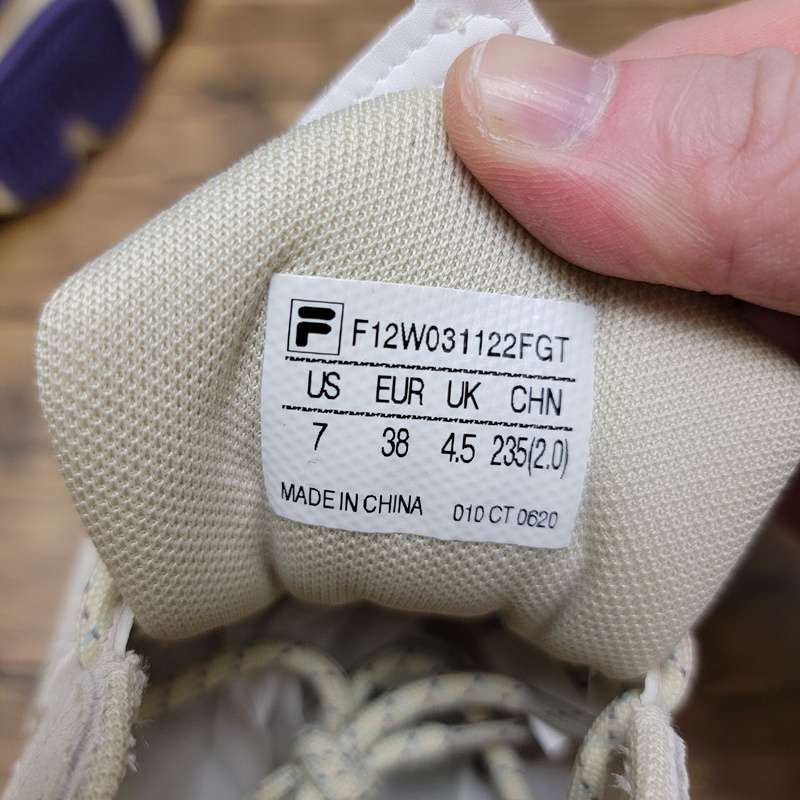 F12W031122FGT
US EUR UK CHN
7 38 4.5 235(2.0)
MADE IN CHINA 010 CT 0620